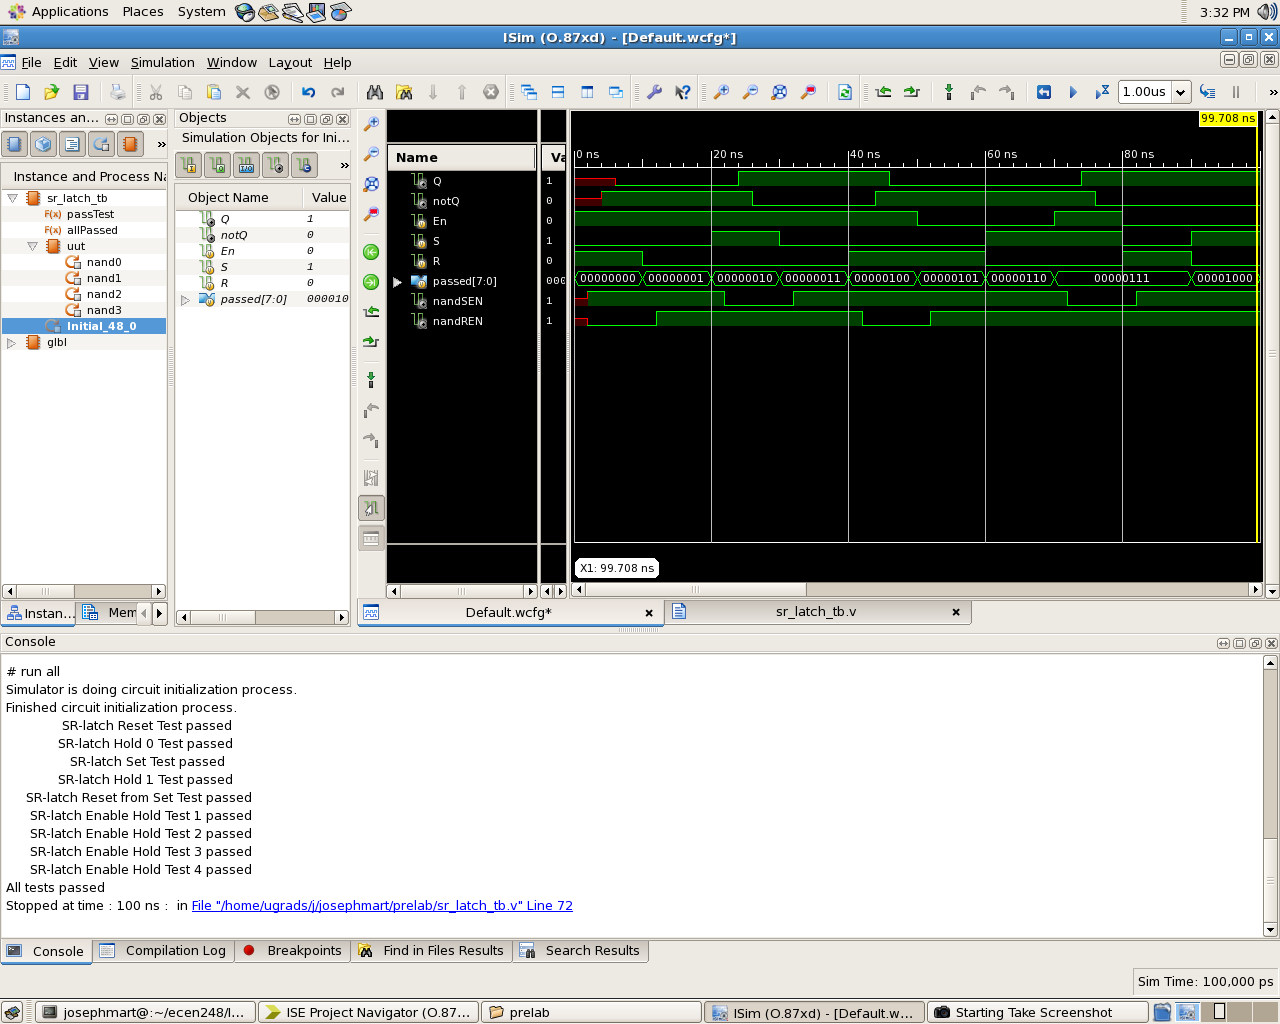 Applications Places System 3:32 PM
ISim (O.87xd) - [Default.wcfg*]
File Edit View Simulation Window Layout Help
1.00us
Instances an...
Objects
Simulation Objects for Ini...
Instance and Process Na
sr_latch_tb
passTest
allPassed
uut
nand0
nand1
nand2
nand3
Initial_48_0
glbl
Object Name Value
Q 1
notQ 0
En 0
S 1
R 0
passed[7:0] 000010
Name Va
Q 1
notQ 0
En 0
S 1
R 0
passed[7:0] 000
nandSEN 1
nandREN 1
99.708 ns
0 ns 20 ns 40 ns 60 ns 80 ns
00000000 00000001 00000010 00000011 00000100 00000101 00000110 00000111 00001000
X1: 99.708 ns
Instan... Mem
Default.wcfg* sr_latch_tb.v
Console
# run all
Simulator is doing circuit initialization process.
Finished circuit initialization process.
SR-latch Reset Test passed
SR-latch Hold 0 Test passed
SR-latch Set Test passed
SR-latch Hold 1 Test passed
SR-latch Reset from Set Test passed
SR-latch Enable Hold Test 1 passed
SR-latch Enable Hold Test 2 passed
SR-latch Enable Hold Test 3 passed
SR-latch Enable Hold Test 4 passed
All tests passed
Stopped at time : 100 ns : in File "/home/ugrads/j/josephmart/prelab/sr_latch_tb.v" Line 72
Console Compilation Log Breakpoints Find in Files Results Search Results
Sim Time: 100,000 ps
josephmart@:~/ecen248/l... ISE Project Navigator (O.87... prelab ISim (O.87xd) - [Default.w... Starting Take Screenshot